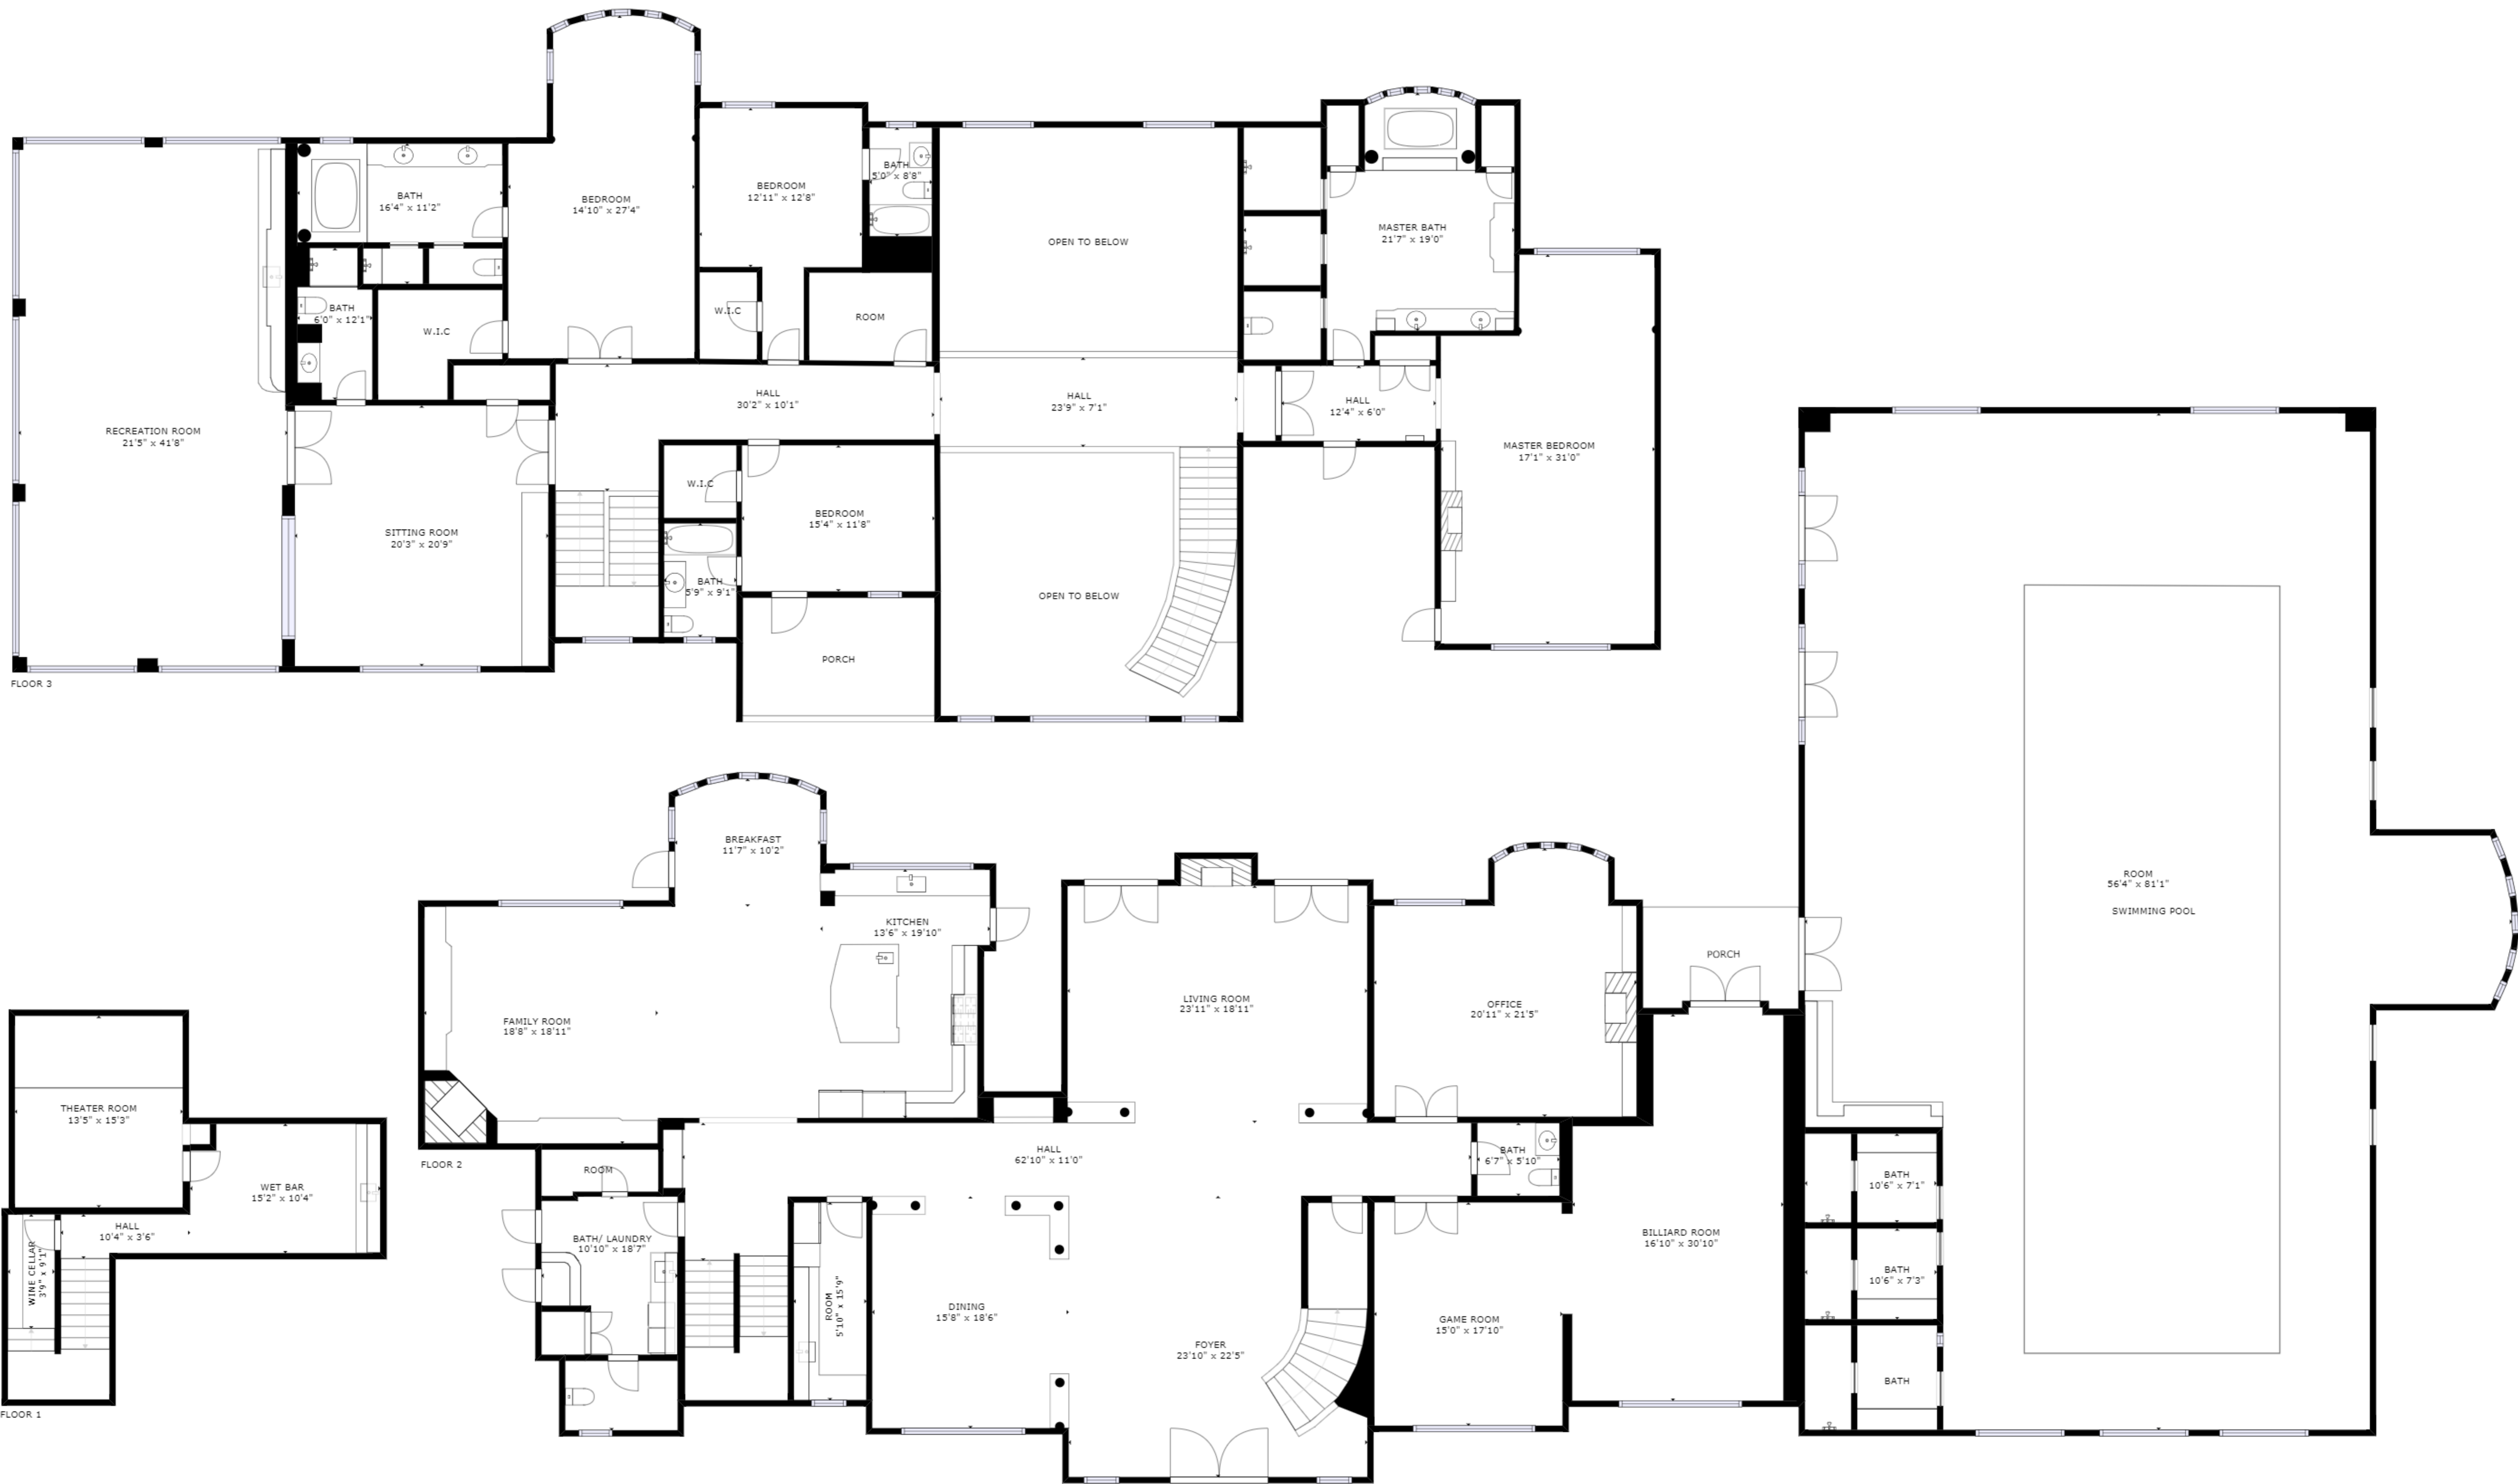 BEDROOM
14'10" x 27'4"
BEDROOM
12'11" x 12'8"
BATH
5'0" x 8'8"
BATH
16'4" x 11'2"
OPEN TO BELOW
MASTER BATH
21'7" x 19'0"
BATH
6'0" x 12'1"
W.I.C
W.I.C
ROOM
HALL
30'2" x 10'1"
HALL
23'9" x 7'1"
HALL
12'4" x 6'0"
RECREATION ROOM
21'5" x 41'8"
MASTER BEDROOM
17'1" x 31'0"
SITTING ROOM
20'3" x 20'9"
W.I.C
BEDROOM
15'4" x 11'8"
BATH
5'9" x 9'1"
OPEN TO BELOW
PORCH
FLOOR 3
BREAKFAST
11'7" x 10'2"
KITCHEN
13'6" x 19'10"
FAMILY ROOM
18'8" x 18'11"
LIVING ROOM
23'11" x 18'11"
OFFICE
20'11" x 21'5"
PORCH
ROOM
56'4" x 81'1"
SWIMMING POOL
HALL
62'10" x 11'0"
BATH
6'7" x 5'10"
FLOOR 2
ROOM
BATH/ LAUNDRY
10'10" x 18'7"
ROOM
5'10" x 15'9"
DINING
15'8" x 18'6"
FOYER
23'10" x 22'5"
GAME ROOM
15'0" x 17'10"
BILLIARD ROOM
16'10" x 30'10"
BATH
10'6" x 7'1"
BATH
10'6" x 7'3"
BATH
THEATER ROOM
13'5" x 15'3"
WET BAR
15'2" x 10'4"
HALL
10'4" x 3'6"
WINE CELLAR
3'9" x 9'1"
FLOOR 1